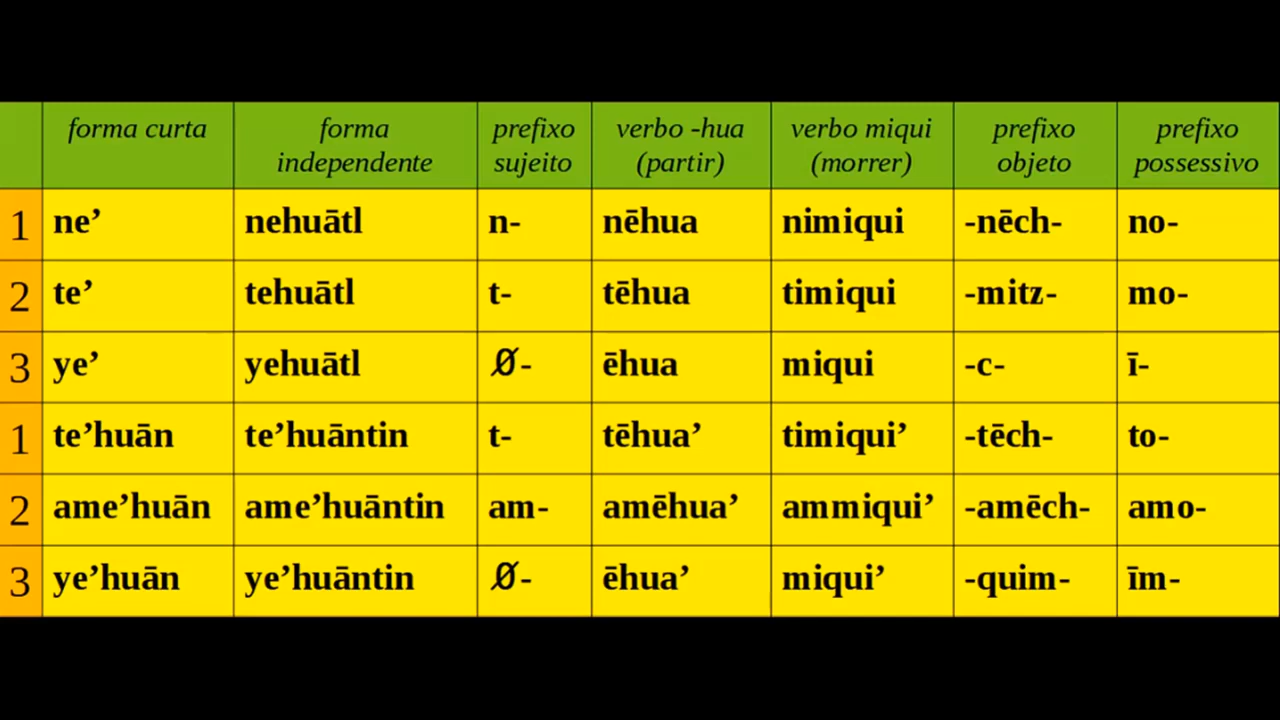 forma curta forma independente prefixo sujeito verbo -hua (partir) verbo miqui (morrer) prefixo objeto prefixo possessivo
1 ne’ nehuātl n- nēhua nimiqui -nēch- no-
2 te’ tehuātl t- tēhua timiqui -mitz- mo-
3 ye’ yehuātl Ø- ēhua miqui -c- ī-
1 te’huān te’huāntin t- tēhua’ timiqui’ -tēch- to-
2 ame’huān ame’huāntin am- amēhua’ ammiqui’ -amēch- amo-
3 ye’huān ye’huāntin Ø- ēhua’ miqui’ -quim- īm-